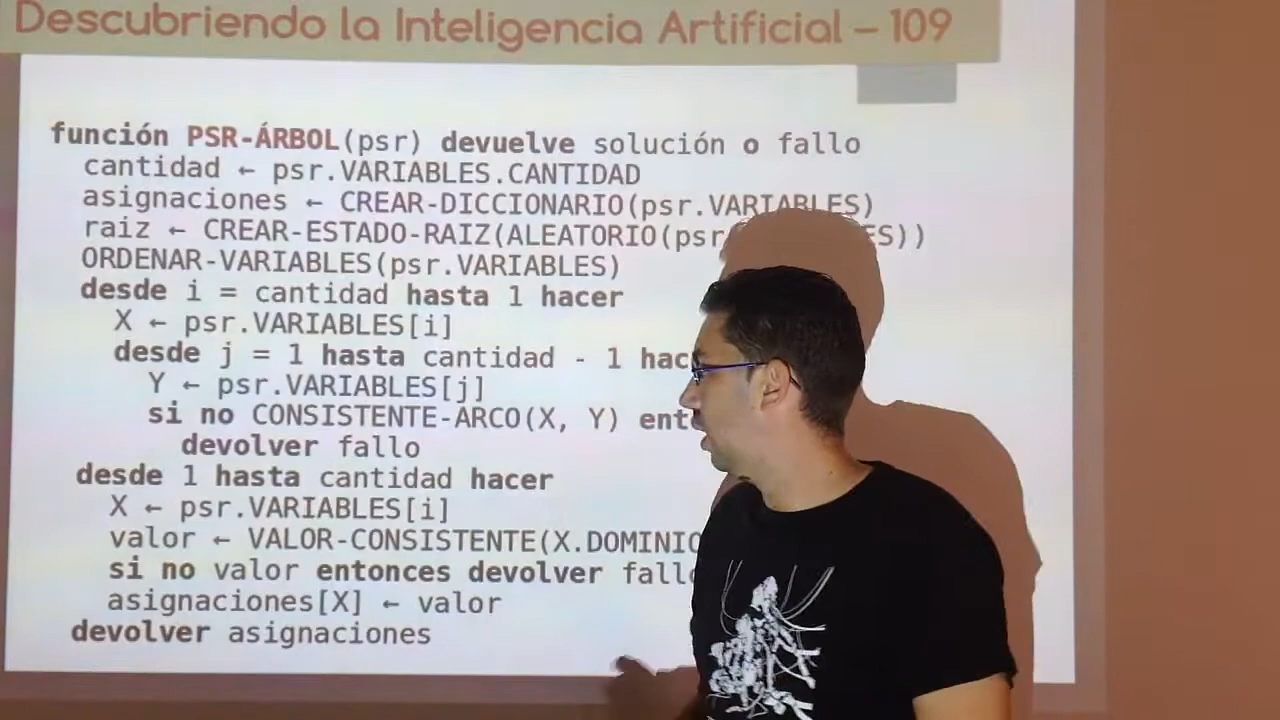 Descubriendo la Inteligencia Artificial – 109
función PSR-ÁRBOL(psr) devuelve solución o fallo
cantidad ← psr.VARIABLES.CANTIDAD
asignaciones ← CREAR-DICCIONARIO(psr.VARIABLES)
raiz ← CREAR-ESTADO-RAIZ(ALEATORIO(psr ES))
ORDENAR-VARIABLES(psr.VARIABLES)
desde i = cantidad hasta 1 hacer
X ← psr.VARIABLES[i]
desde j = 1 hasta cantidad - 1 hac
Y ← psr.VARIABLES[j]
si no CONSISTENTE-ARCO(X, Y) ent
devolver fallo
desde 1 hasta cantidad hacer
X ← psr.VARIABLES[i]
valor ← VALOR-CONSISTENTE(X.DOMINIO
si no valor entonces devolver fallo
asignaciones[X] ← valor
devolver asignaciones